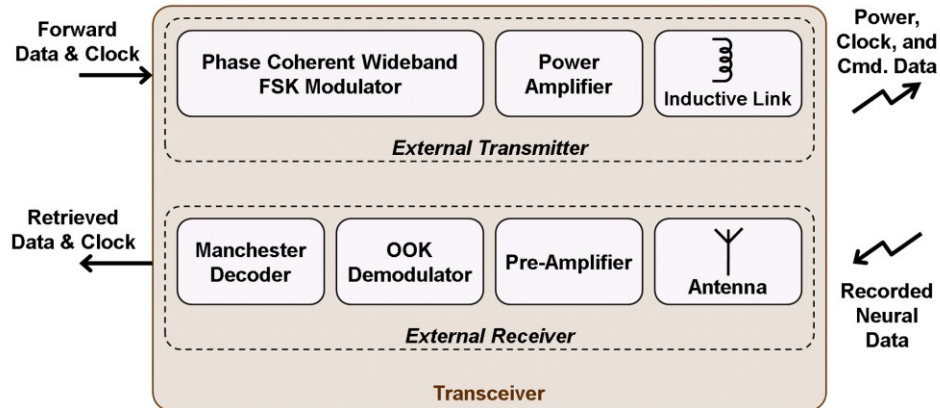 Forward
Data & Clock
Phase Coherent Wideband
FSK Modulator
Power
Amplifier
Inductive Link
External Transmitter
Power,
Clock, and
Cmd. Data
Retrieved
Data & Clock
Manchester
Decoder
OOK
Demodulator
Pre-Amplifier
Antenna
External Receiver
Recorded
Neural
Data
Transceiver